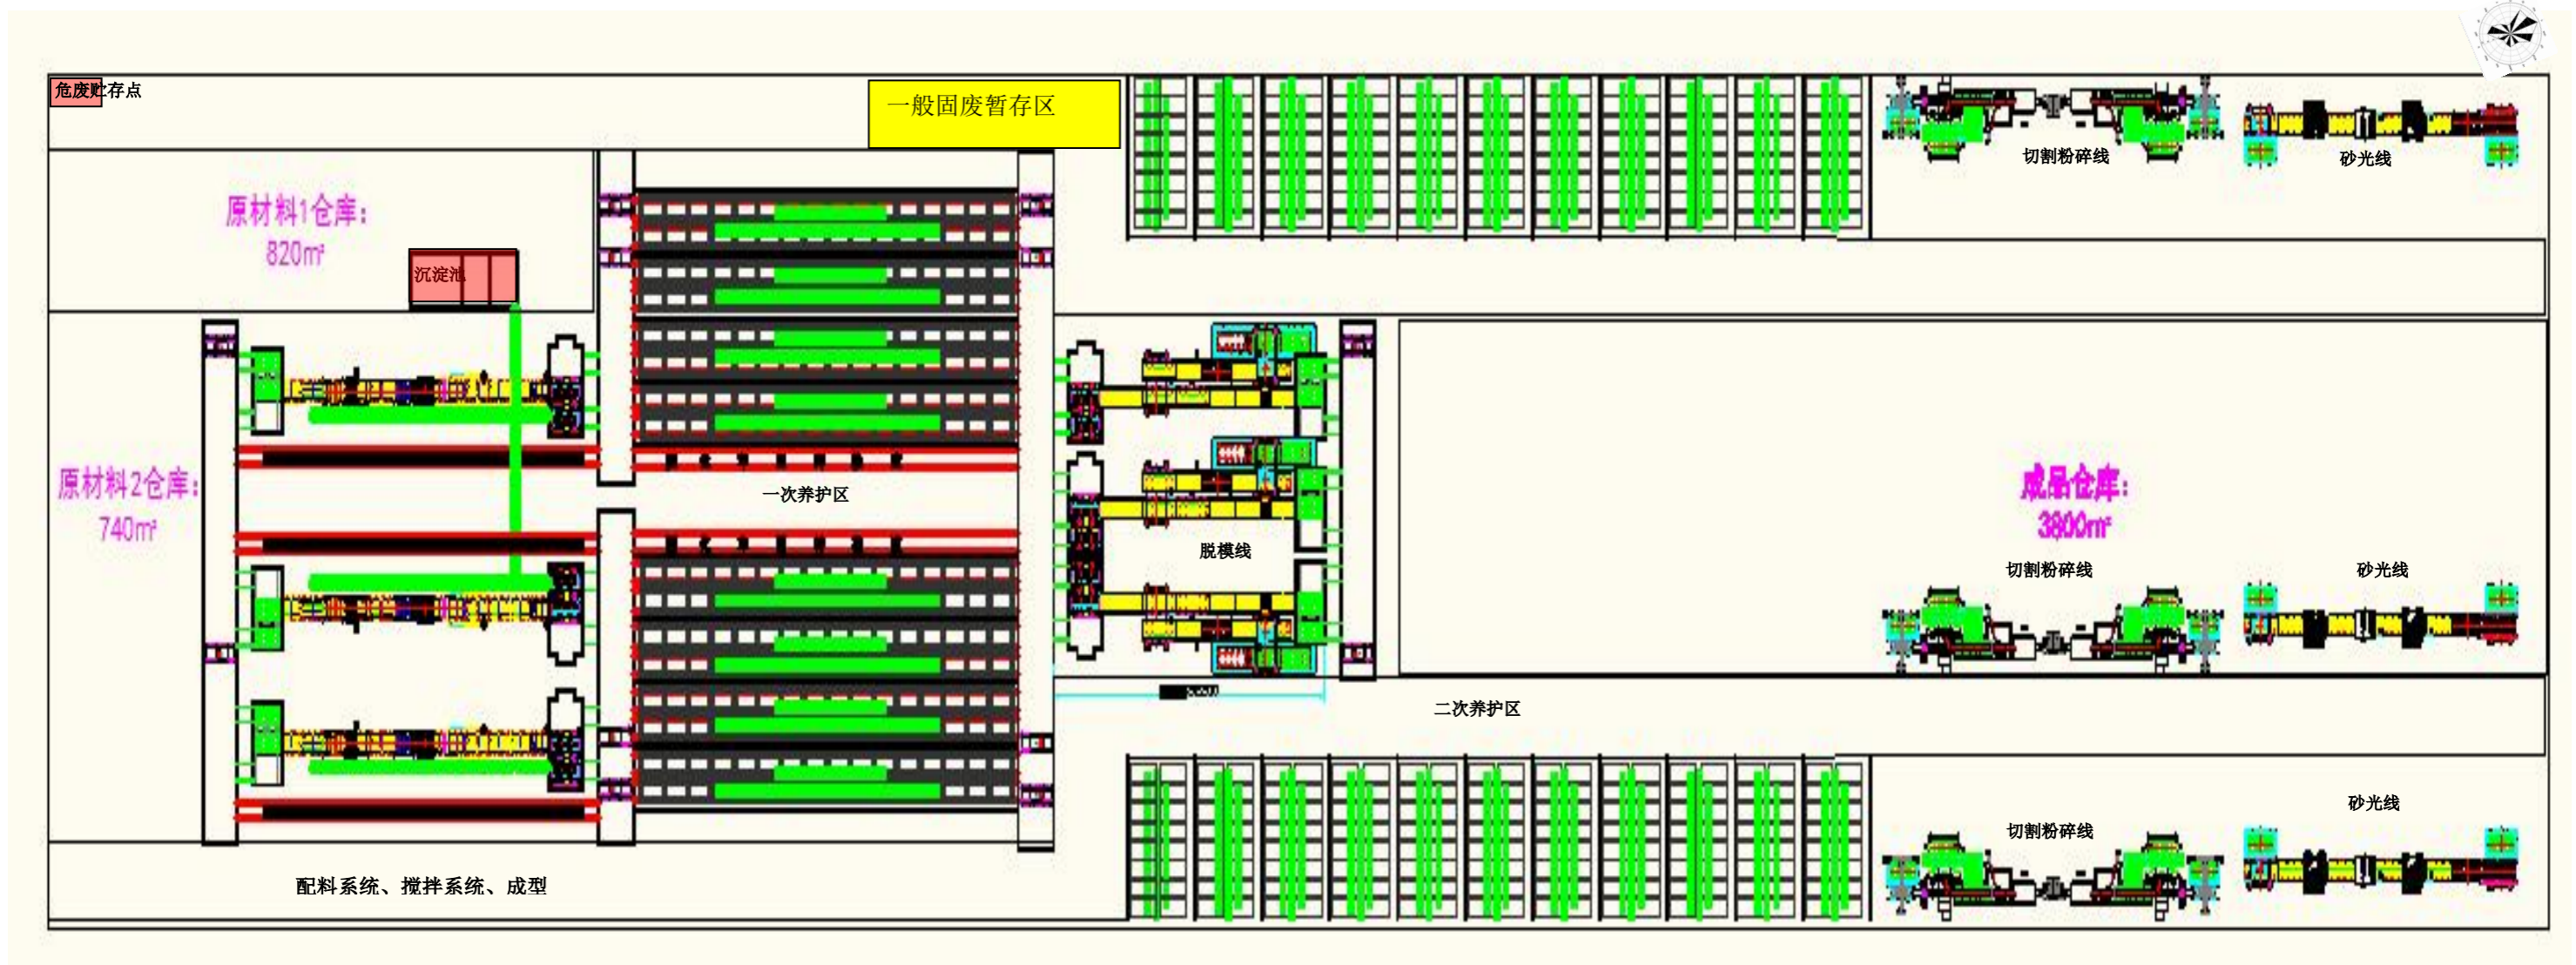 危废贮存点
一般固废暂存区
切割粉碎线
砂光线
原材料1仓库：
820㎡
沉淀池
原材料2仓库：
740㎡
一次养护区
脱模线
成品仓库：
3800㎡
切割粉碎线
砂光线
二次养护区
砂光线
切割粉碎线
配料系统、搅拌系统、成型